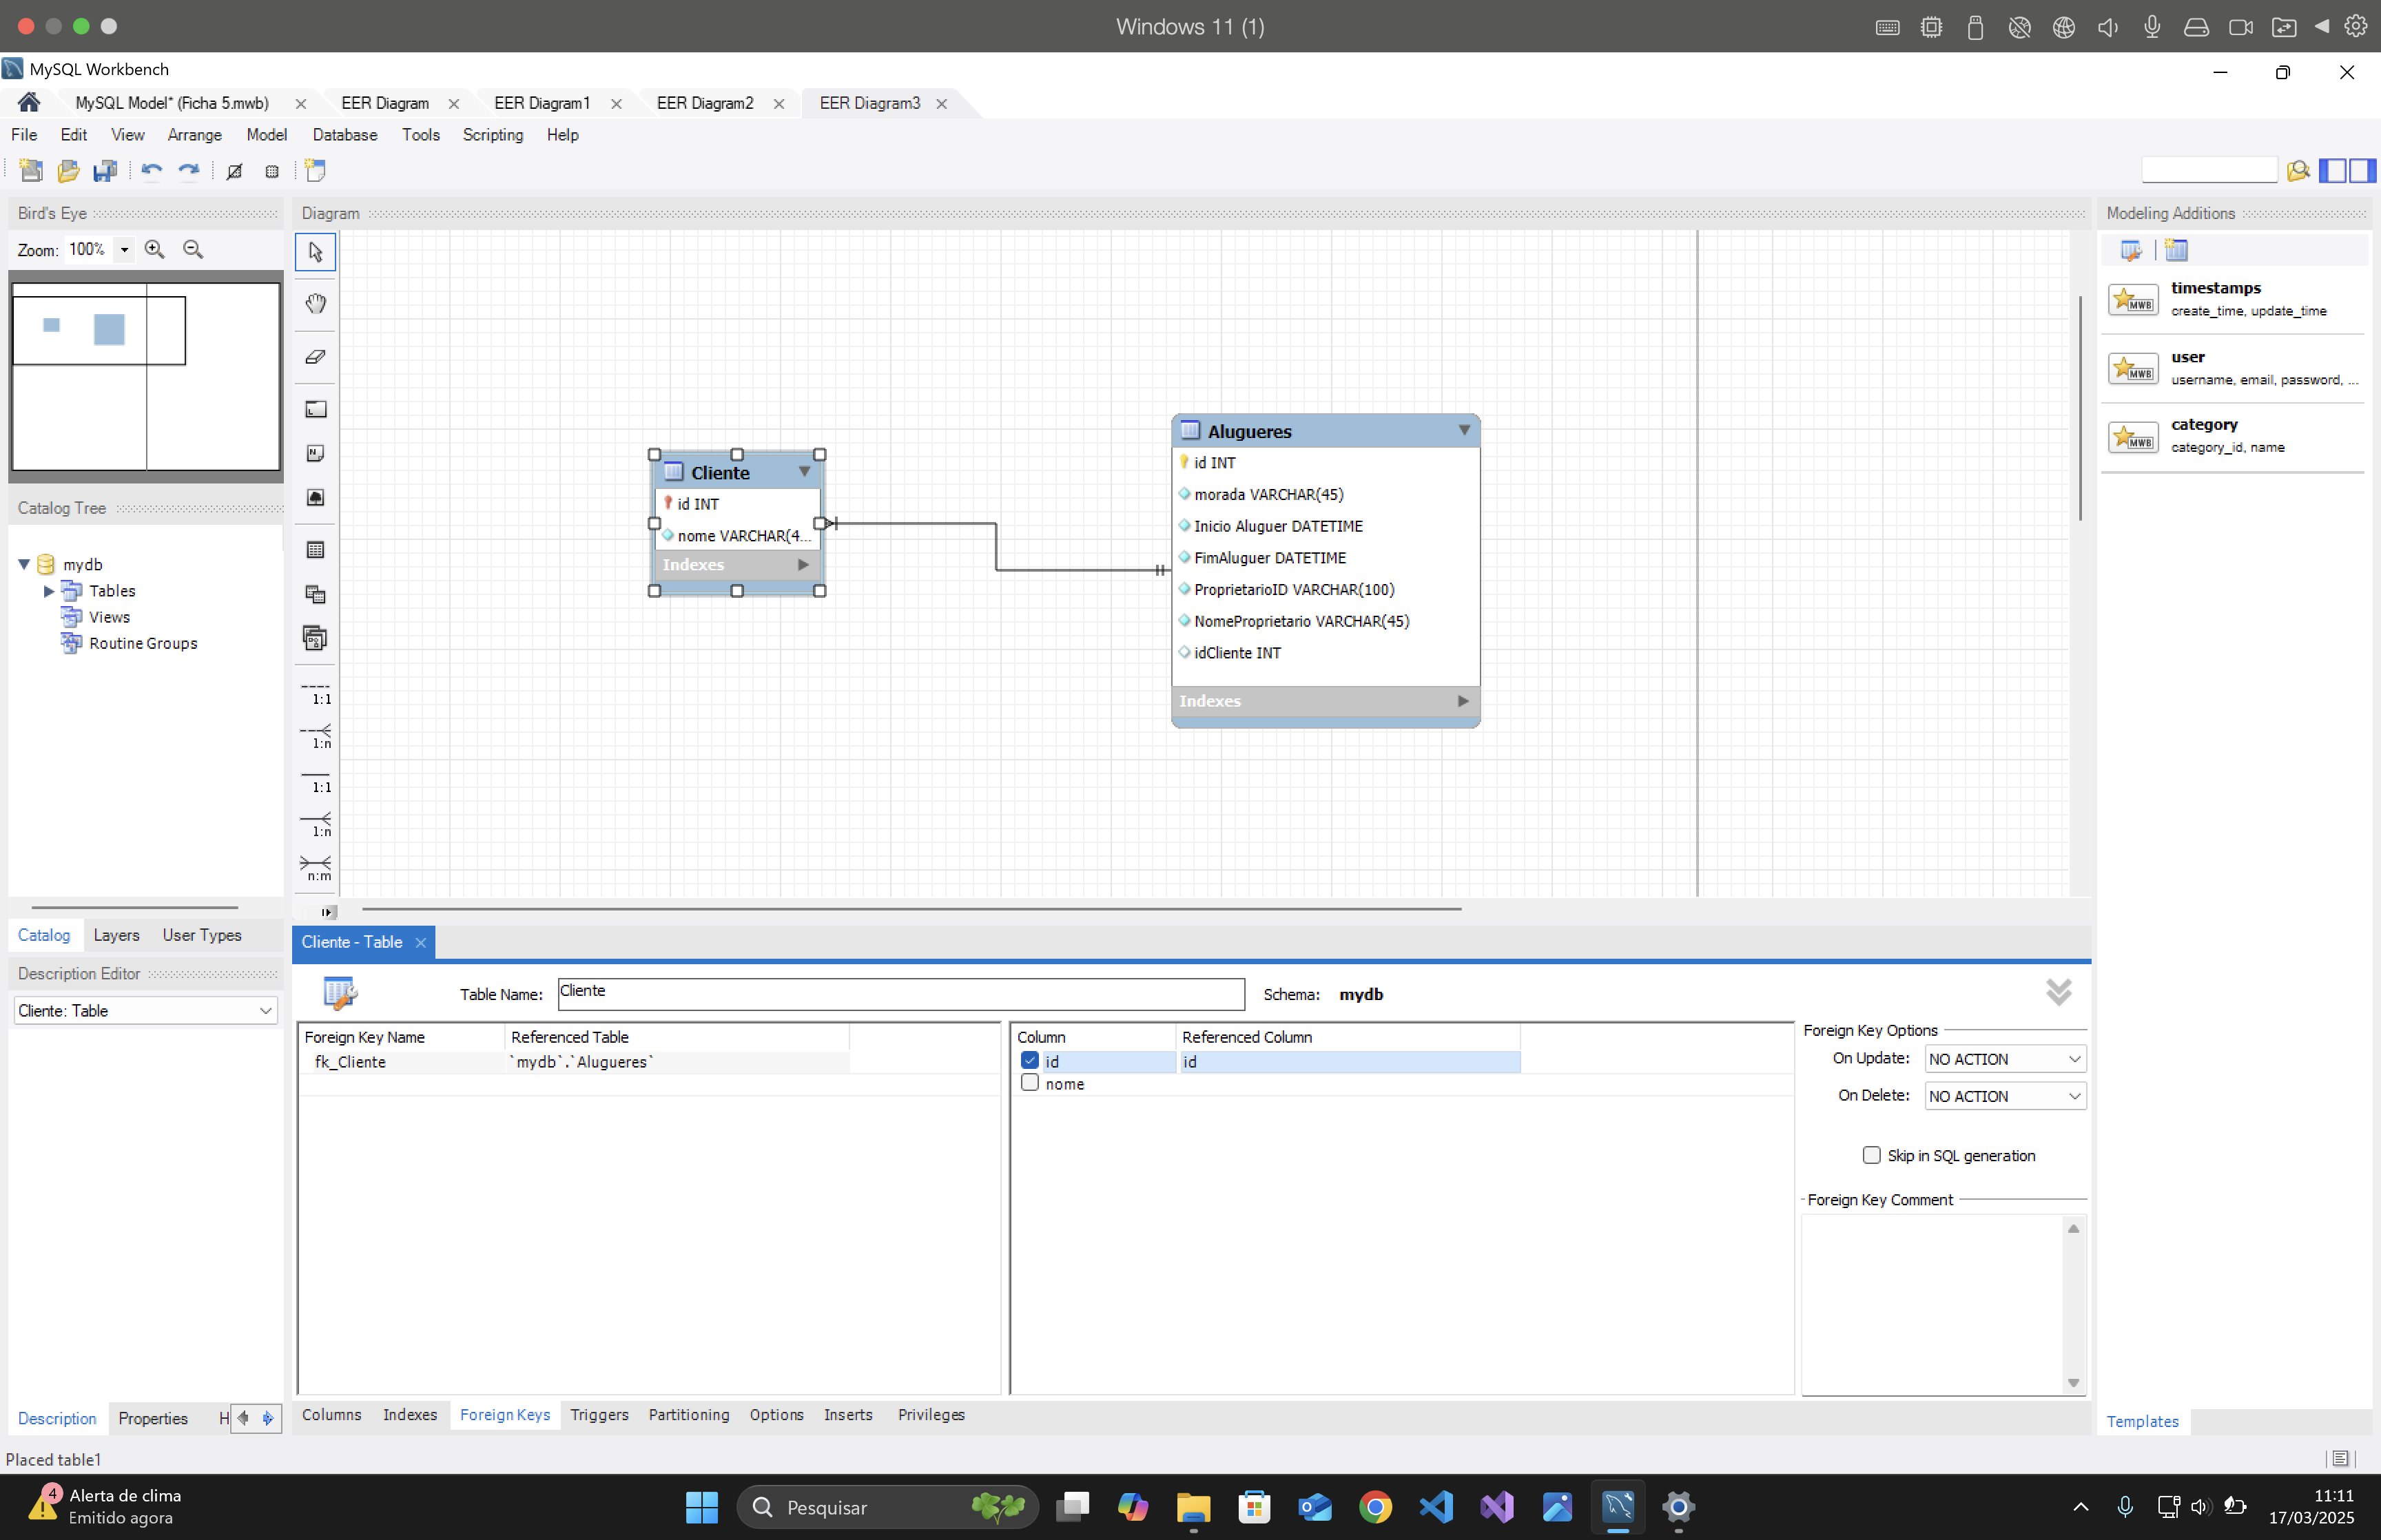 Windows 11 (1)
MySQL Workbench
MySQL Model* (Ficha 5.mwb)
EER Diagram
EER Diagram1
EER Diagram2
EER Diagram3
File
Edit
View
Arrange
Model
Database
Tools
Scripting
Help
Bird's Eye
Zoom: 100%
Diagram
Modeling Additions
MWB
timestamps
create_time, update_time
MWB
user
username, email, password, ...
MWB
category
category_id, name
Catalog Tree
mydb
Tables
Views
Routine Groups
1:1
1:n
1:1
1:n
n:m
Cliente
id INT
nome VARCHAR(4...
Indexes
Alugueres
id INT
morada VARCHAR(45)
Inicio Aluguer DATETIME
FimAluguer DATETIME
ProprietarioID VARCHAR(100)
NomeProprietario VARCHAR(45)
idCliente INT
Indexes
Catalog
Layers
User Types
Description Editor
Cliente: Table
Cliente - Table
Table Name: Cliente
Schema: mydb
Foreign Key Name
Referenced Table
fk_Cliente
`mydb`.`Alugueres`
Column
Referenced Column
id
id
nome
Foreign Key Options
On Update: NO ACTION
On Delete: NO ACTION
Skip in SQL generation
Foreign Key Comment
Description
Properties
H
Columns
Indexes
Foreign Keys
Triggers
Partitioning
Options
Inserts
Privileges
Templates
Placed table1
4
Alerta de clima
Emitido agora
Pesquisar
11:11
17/03/2025